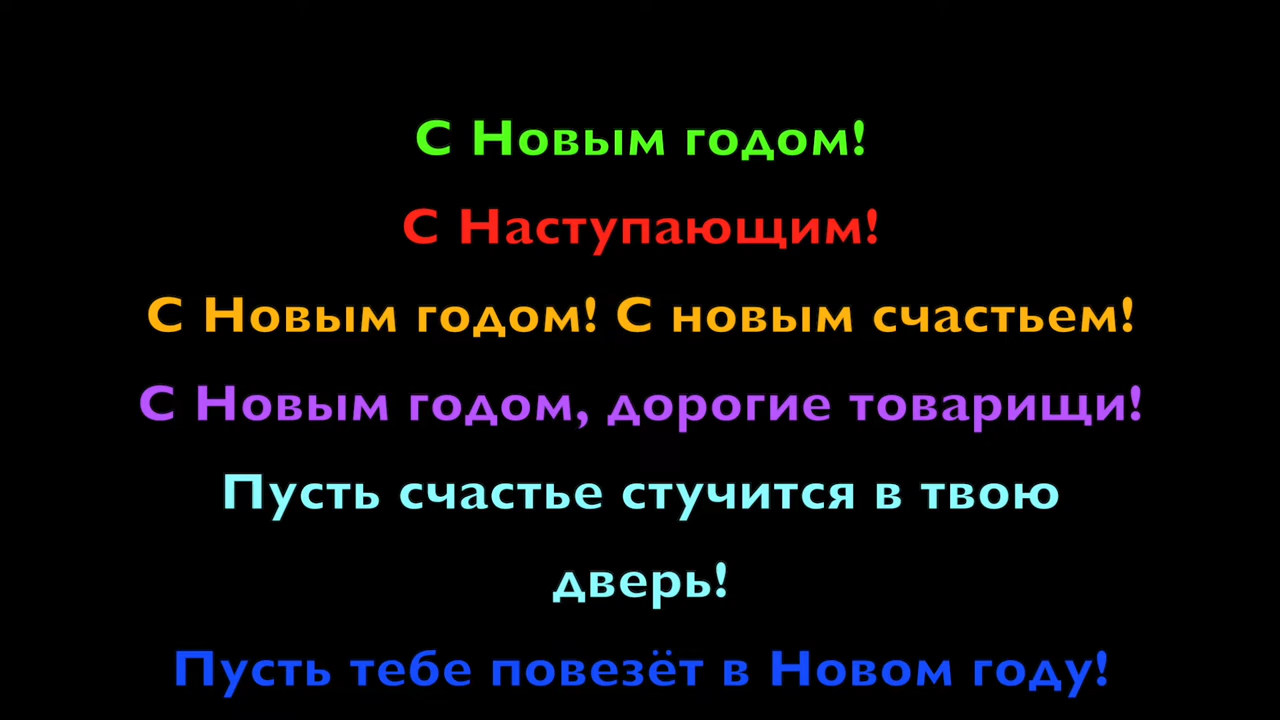 С Новым годом!
С Наступающим!
С Новым годом! С новым счастьем!
С Новым годом, дорогие товарищи!
Пусть счастье стучится в твою
дверь!
Пусть тебе повезёт в Новом году!